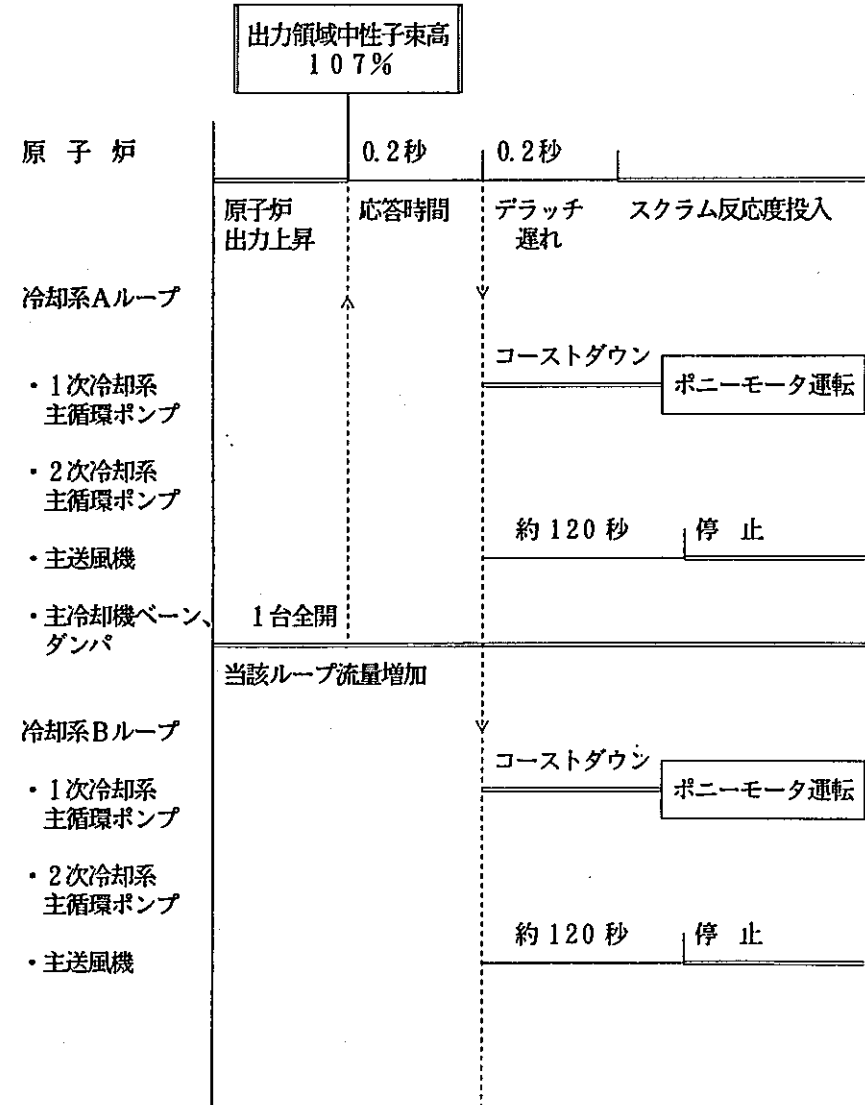 出力領域中性子束高
107%
原子炉
0.2秒
0.2秒
原子炉
出力上昇
応答時間
デラッチ
遅れ
スクラム反応度投入
冷却系Aループ
コーストダウン
ポニーモータ運転
・1次冷却系
主循環ポンプ
・2次冷却系
主循環ポンプ
約120秒
停止
・主送風機
・主冷却機ベーン、
ダンパ
1台全開
当該ループ流量増加
冷却系Bループ
コーストダウン
ポニーモータ運転
・1次冷却系
主循環ポンプ
・2次冷却系
主循環ポンプ
約120秒
停止
・主送風機